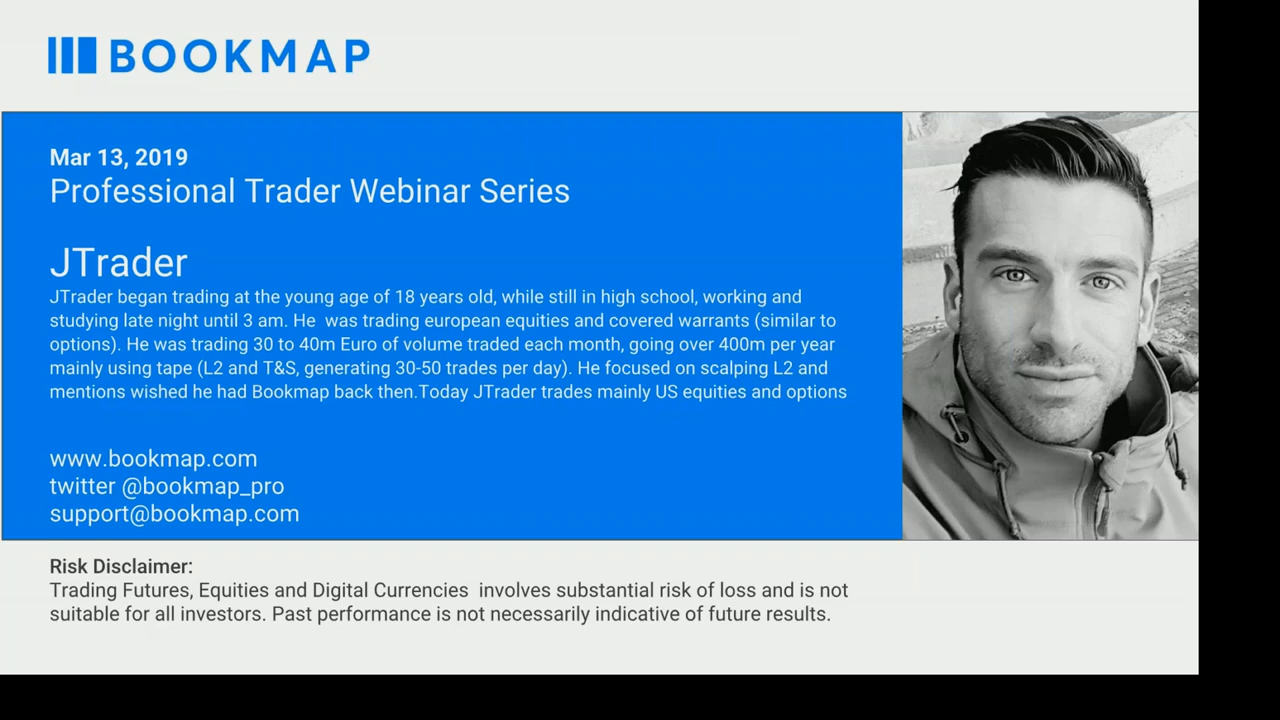 BOOKMAP
Mar 13, 2019
Professional Trader Webinar Series
JTrader
JTrader began trading at the young age of 18 years old, while still in high school, working and
studying late night until 3 am. He  was trading european equities and covered warrants (similar to
options). He was trading 30 to 40m Euro of volume traded each month, going over 400m per year
mainly using tape (L2 and T&S, generating 30-50 trades per day). He focused on scalping L2 and
mentions wished he had Bookmap back then.Today JTrader trades mainly US equities and options
www.bookmap.com
twitter @bookmap_pro
support@bookmap.com
Risk Disclaimer:
Trading Futures, Equities and Digital Currencies  involves substantial risk of loss and is not
suitable for all investors. Past performance is not necessarily indicative of future results.